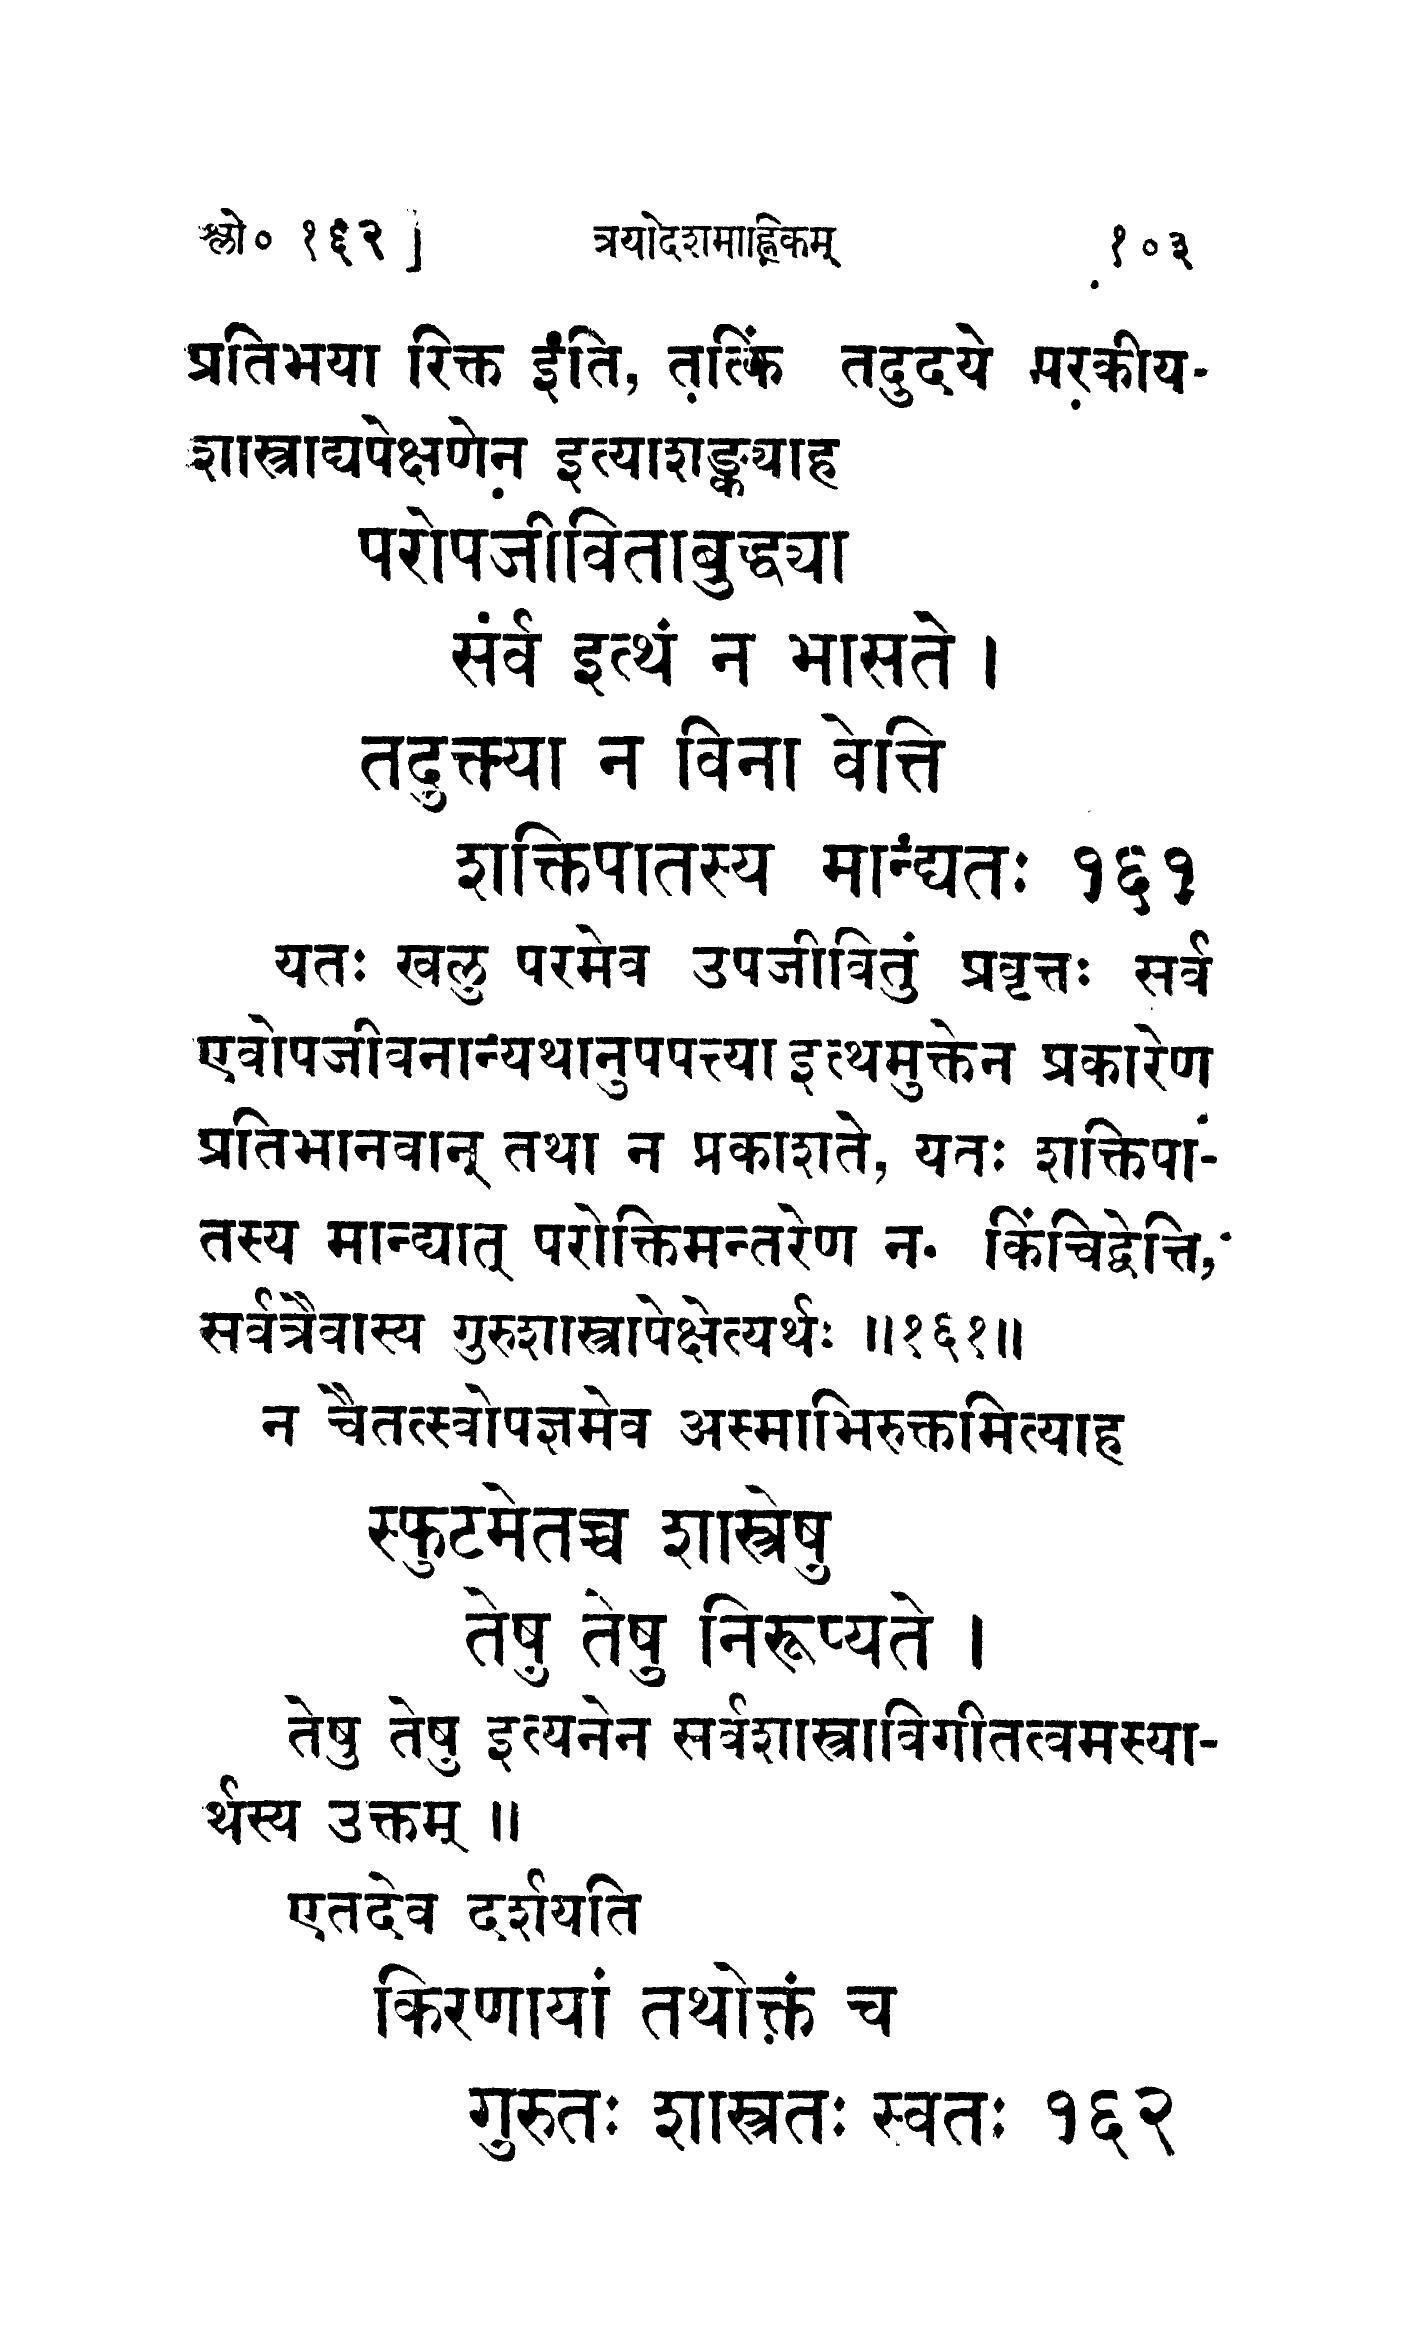 श्लो० १६२]
त्रयोदशमाह्निकम्
१०३
प्रतिभया रिक्त इति, तत्किं तदुदये परकीय-
शास्त्राद्यपेक्षणेन इत्याशङ्क्याह
परोपजीविताबुद्ध्या
सर्व इत्थं न भासते ।
तदुक्त्या न विना वेत्ति
शक्तिपातस्य मान्द्यतः १६१
यतः खलु परमेव उपजीवितुं प्रवृत्तः सर्व
एवोपजीवनान्यथानुपपत्त्या इत्थमुक्तेन प्रकारेण
प्रतिभानवान् तथा न प्रकाशते, यतः शक्तिपा-
तस्य मान्द्यात् परोक्तिमन्तरेण न किंचिद्वेत्ति,
सर्वत्रैवास्य गुरुशास्त्रापेक्षेत्यर्थः ॥१६१॥
न चैतत्स्वोपज्ञमेव अस्माभिरुक्तमित्याह
स्फुटमेतच्च शास्त्रेषु
तेषु तेषु निरूप्यते ।
तेषु तेषु इत्यनेन सर्वशास्त्राविगीतत्वमस्या-
र्थस्य उक्तम् ॥
एतदेव दर्शयति
किरणायां तथोक्तं च
गुरुतः शास्त्रतः स्वतः १६२